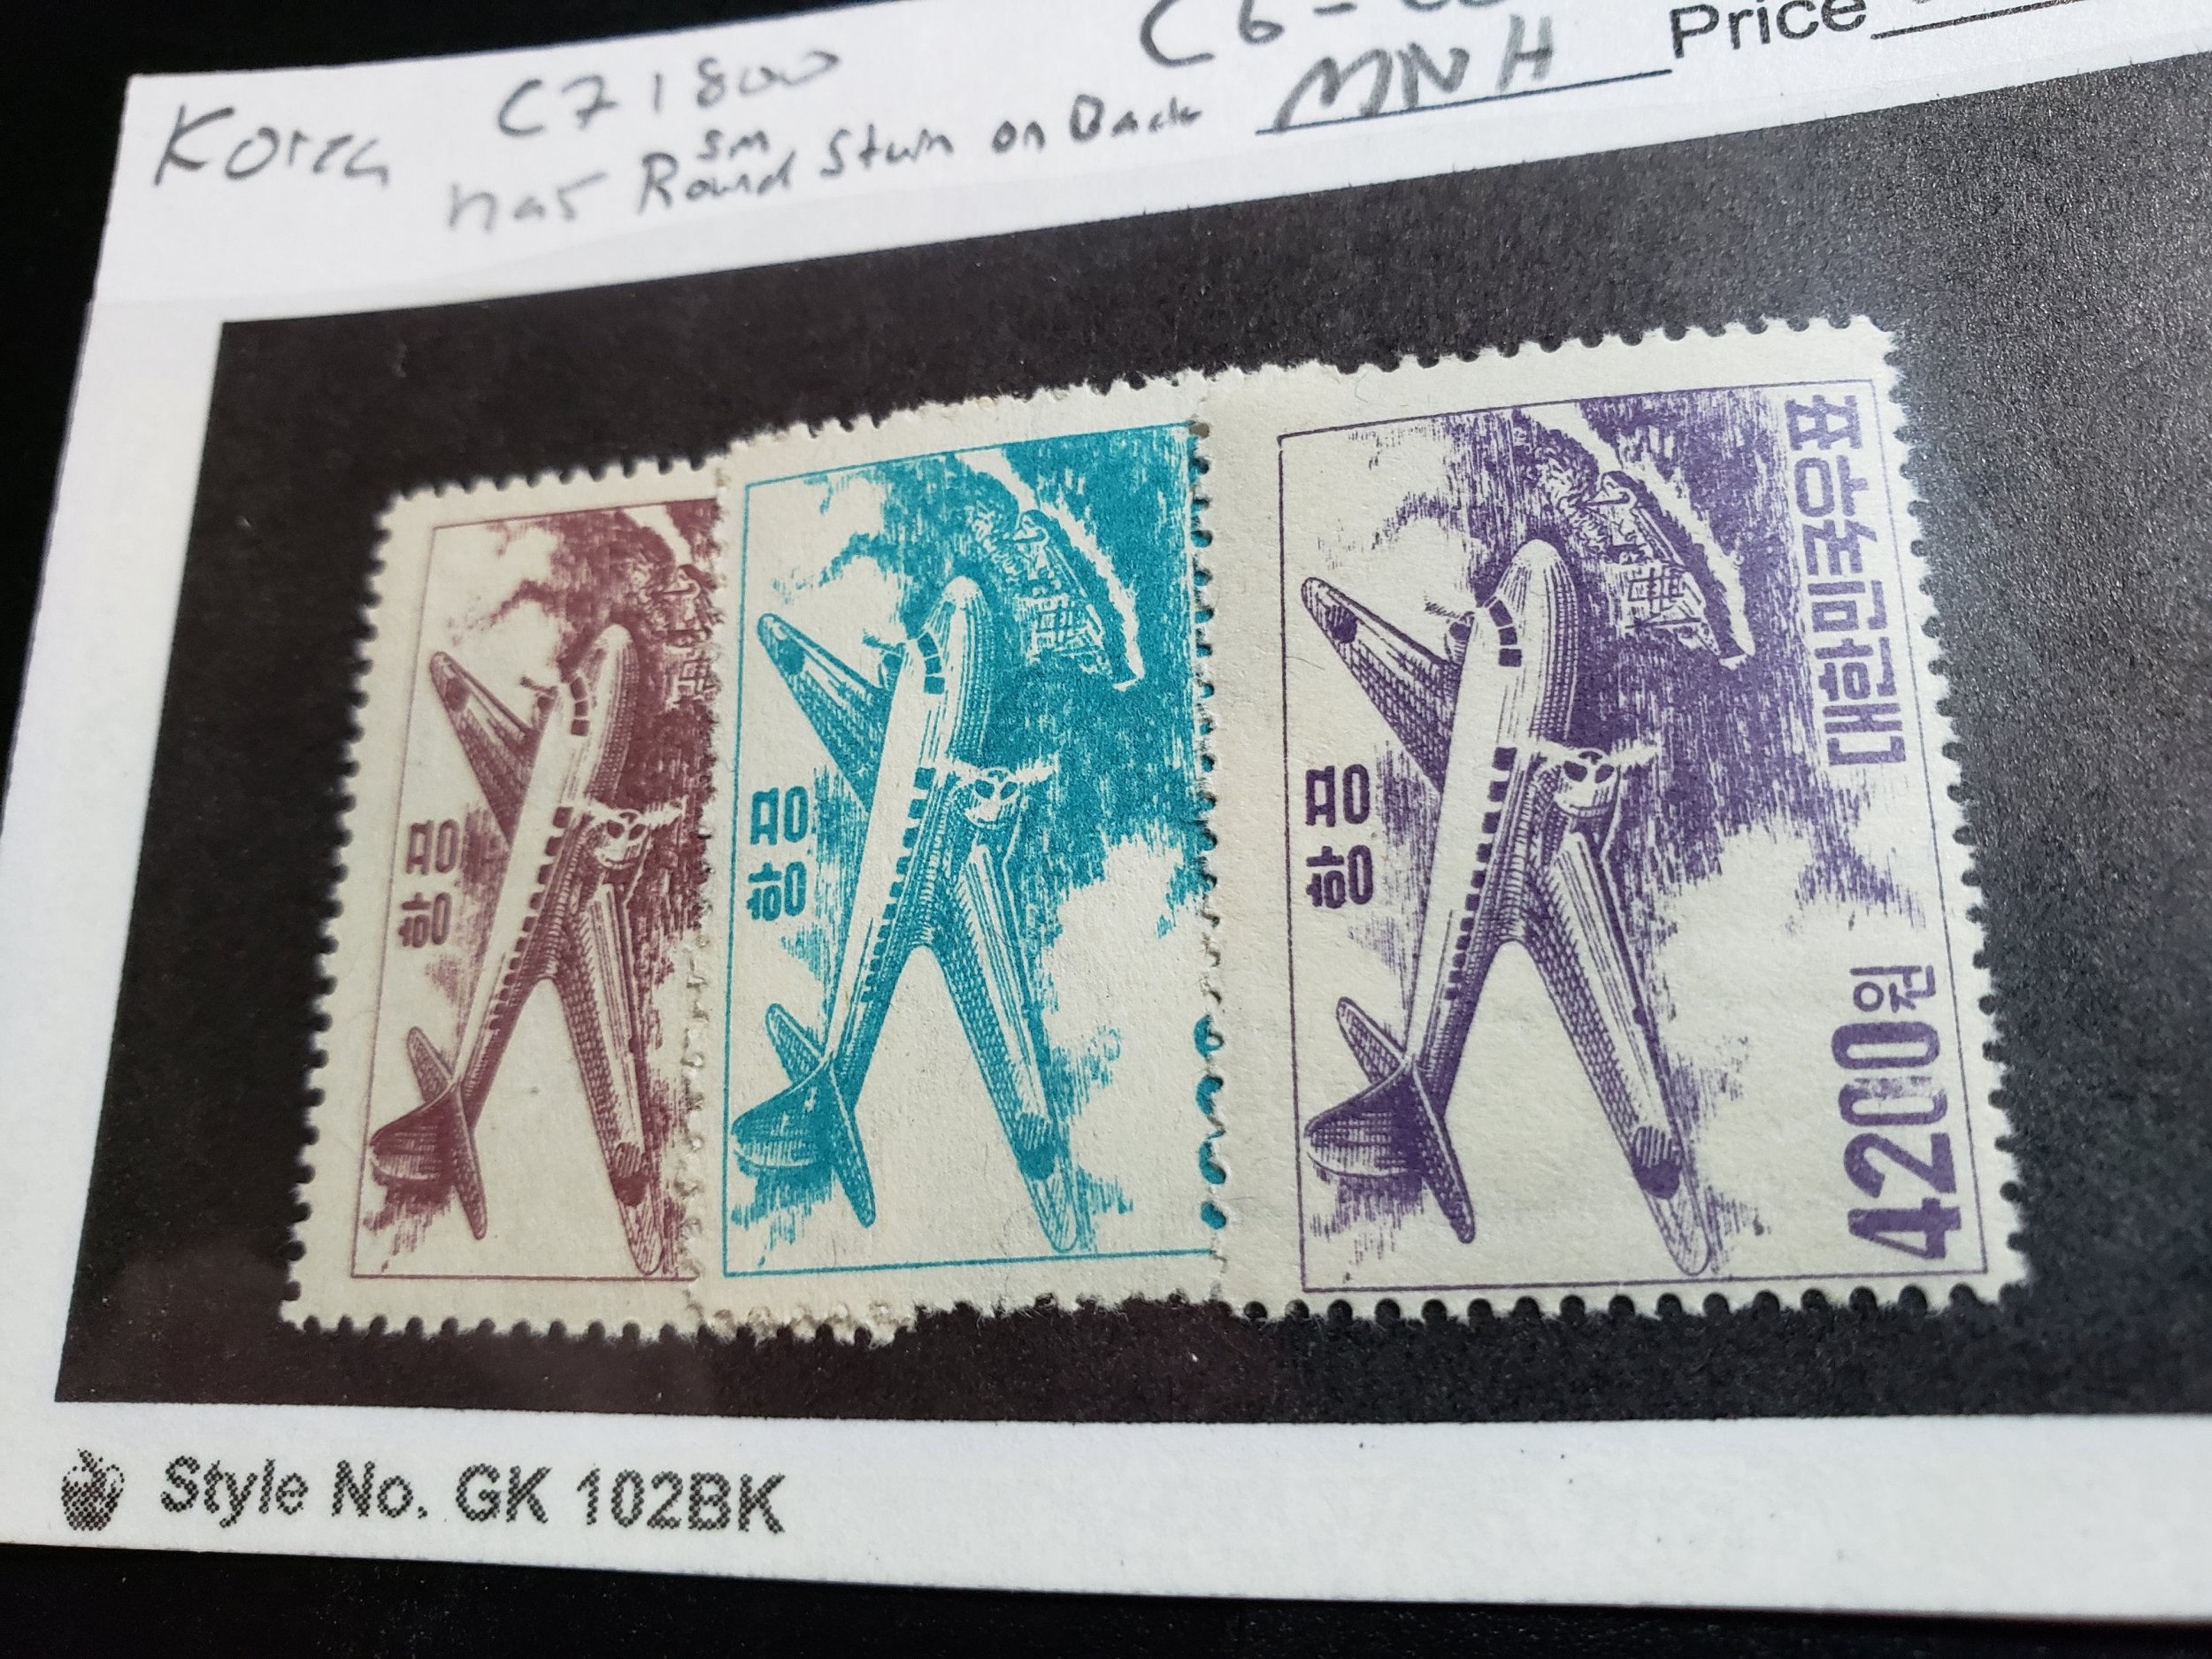 Korea C7 1800 C6-
has sm Round Stain on Back MNH Price
항공
항공
항공
대한민국우표
4200원
Style No. GK 102BK